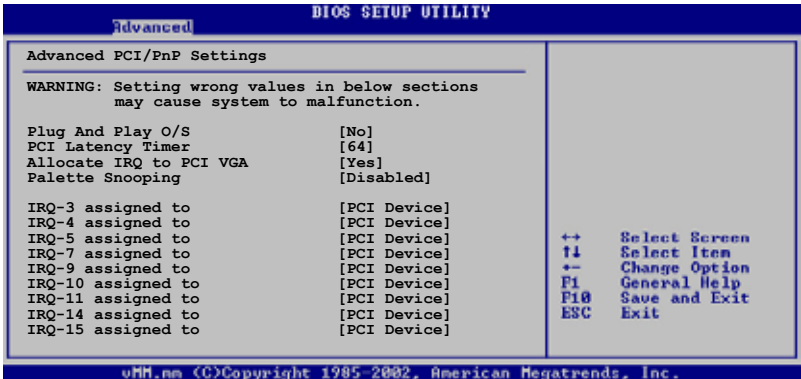 BIOS SETUP UTILITY
Advanced
Advanced PCI/PnP Settings
WARNING: Setting wrong values in below sections
may cause system to malfunction.
Plug And Play O/S [No]
PCI Latency Timer [64]
Allocate IRQ to PCI VGA [Yes]
Palette Snooping [Disabled]
IRQ-3 assigned to [PCI Device]
IRQ-4 assigned to [PCI Device]
IRQ-5 assigned to [PCI Device]
IRQ-7 assigned to [PCI Device]
IRQ-9 assigned to [PCI Device]
IRQ-10 assigned to [PCI Device]
IRQ-11 assigned to [PCI Device]
IRQ-14 assigned to [PCI Device]
IRQ-15 assigned to [PCI Device]
↔ Select Screen
↑↓ Select Item
+- Change Option
F1 General Help
F10 Save and Exit
ESC Exit
vMM.mm (C)Copyright 1985-2002, American Megatrends, Inc.